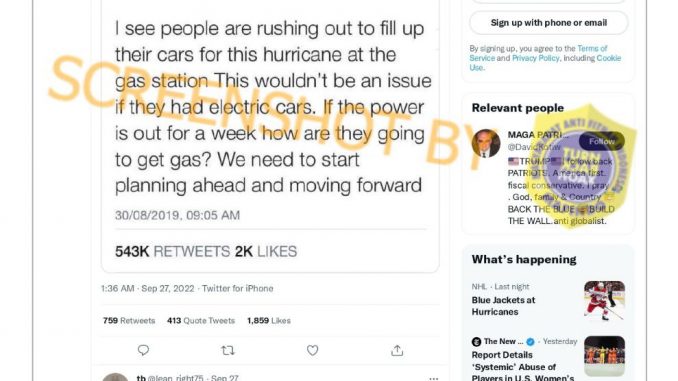 Sign up with phone or email
By signing up, you agree to the Terms of
Service and Privacy Policy, including Cookie
Use.
I see people are rushing out to fill up
their cars for this hurricane at the
gas station This wouldn't be an issue
if they had electric cars. If the power
is out for a week how are they going
to get gas? We need to start
planning ahead and moving forward
30/08/2019, 09:05 AM
543K RETWEETS 2K LIKES
1:36 AM · Sep 27, 2022 · Twitter for iPhone
759 Retweets 413 Quote Tweets 1,859 Likes
tb @lean_right75 · Sep 27
SCREENSHOT BY
Relevant people
MAGA PATRI...
Follow
TRUMP I follow back
PATRIOTS. America first.
fiscal conservative. I pray
. God, family & Country
BACK THE BLUE BUILD
THE WALL.anti globalist.
What's happening
NHL · Last night
Blue Jackets at
Hurricanes
The New ... · Yesterday
Report Details
'Systemic' Abuse of
Players in U.S. Women's